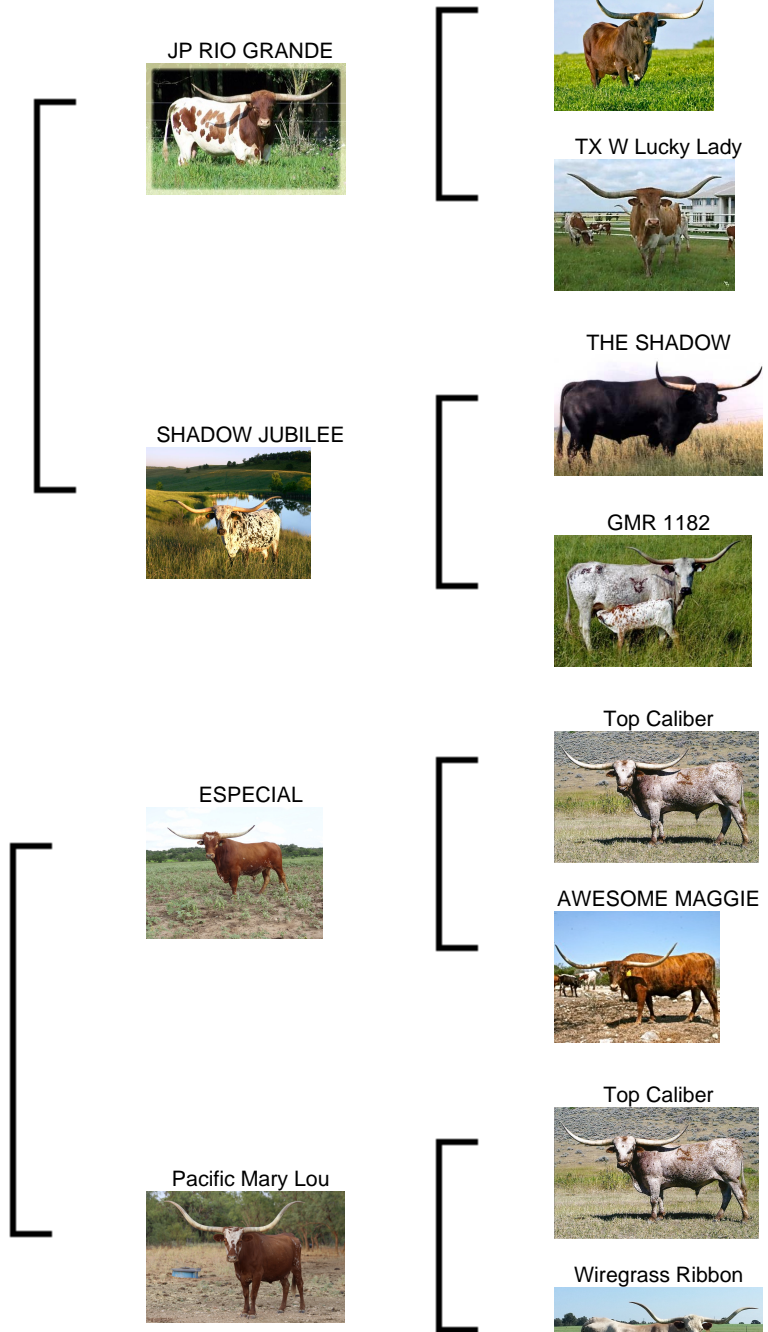 JP RIO GRANDE
TX W Lucky Lady
THE SHADOW
SHADOW JUBILEE
GMR 1182
Top Caliber
ESPECIAL
AWESOME MAGGIE
Top Caliber
Pacific Mary Lou
Wiregrass Ribbon